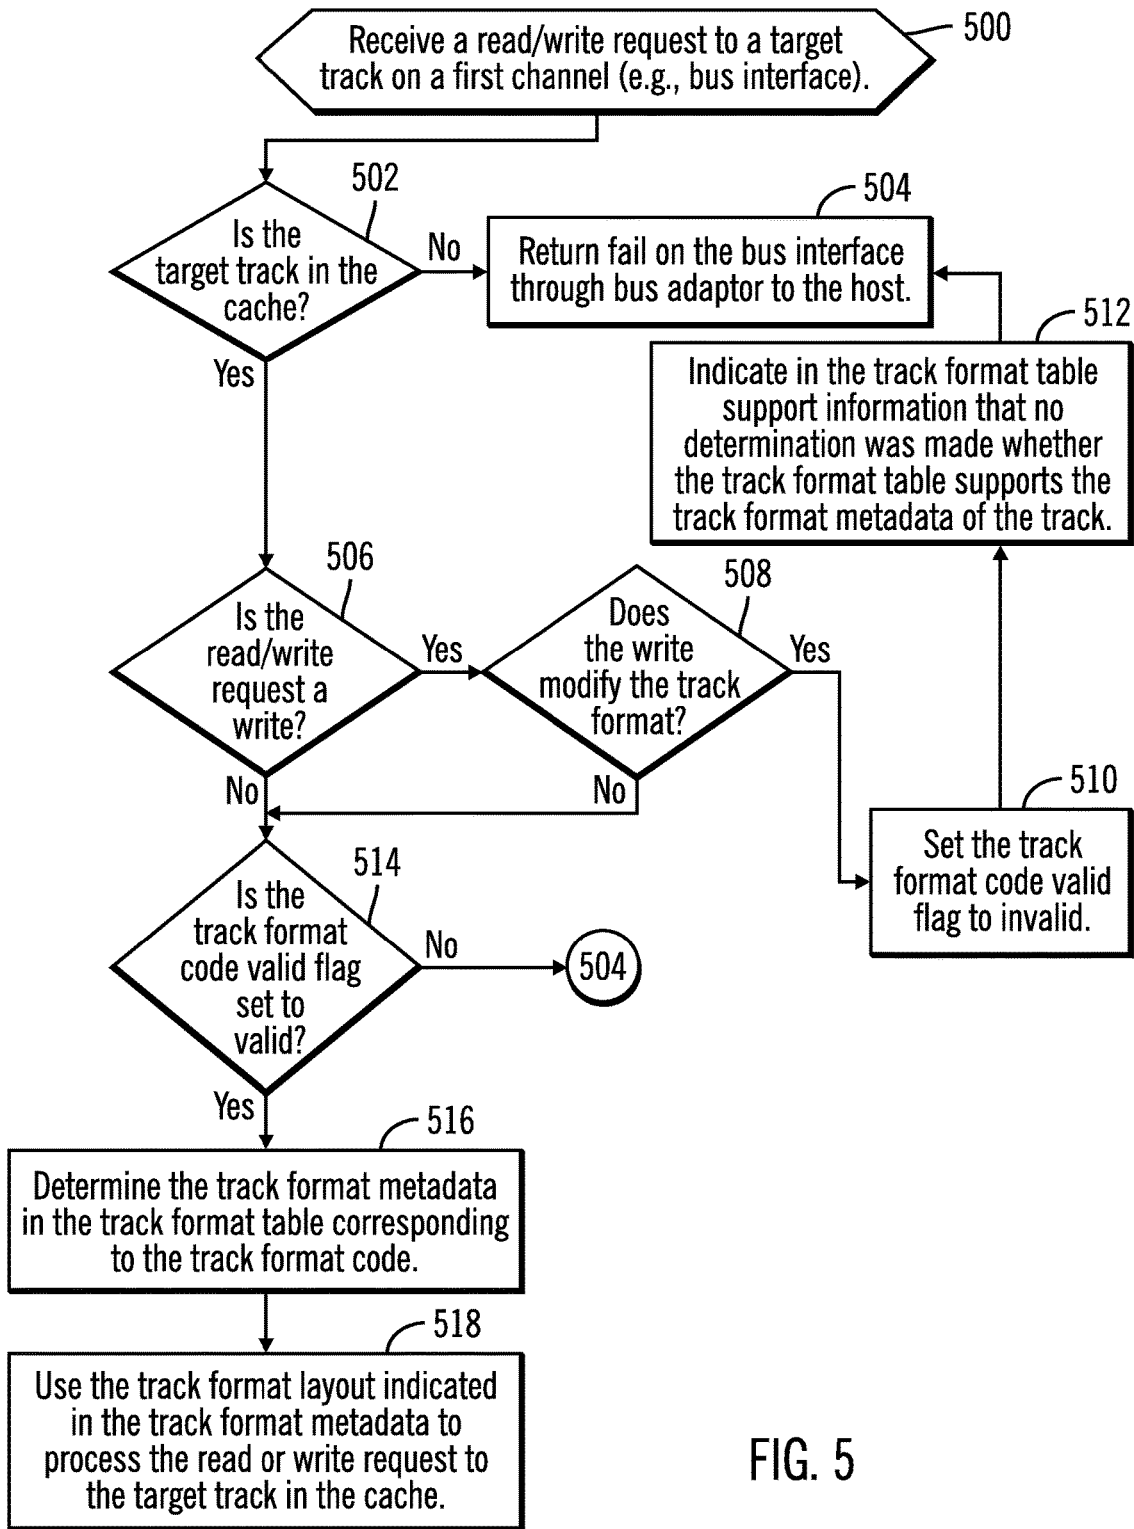 500
Receive a read/write request to a target
track on a first channel (e.g., bus interface).
502
Is the
target track in the
cache?
No
Yes
504
Return fail on the bus interface
through bus adaptor to the host.
512
Indicate in the track format table
support information that no
determination was made whether
the track format table supports the
track format metadata of the track.
506
Is the
read/write
request a
write?
Yes
No
508
Does
the write
modify the track
format?
Yes
No
510
Set the track
format code valid
flag to invalid.
514
Is the
track format
code valid flag
set to
valid?
No
504
Yes
516
Determine the track format metadata
in the track format table corresponding
to the track format code.
518
Use the track format layout indicated
in the track format metadata to
process the read or write request to
the target track in the cache.
FIG. 5